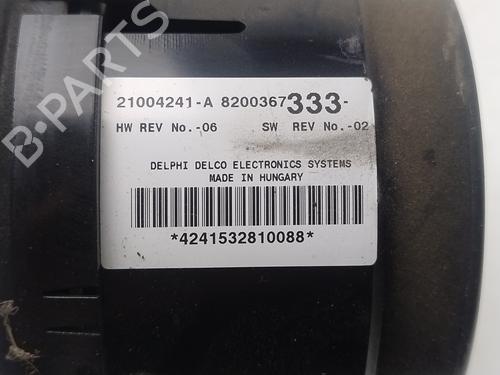 21004241-A 8200367333-
HW REV No.-06 SW REV No.-02
DELPHI DELCO ELECTRONICS SYSTEMS
MADE IN HUNGARY
*4241532810088*
B-PARTS